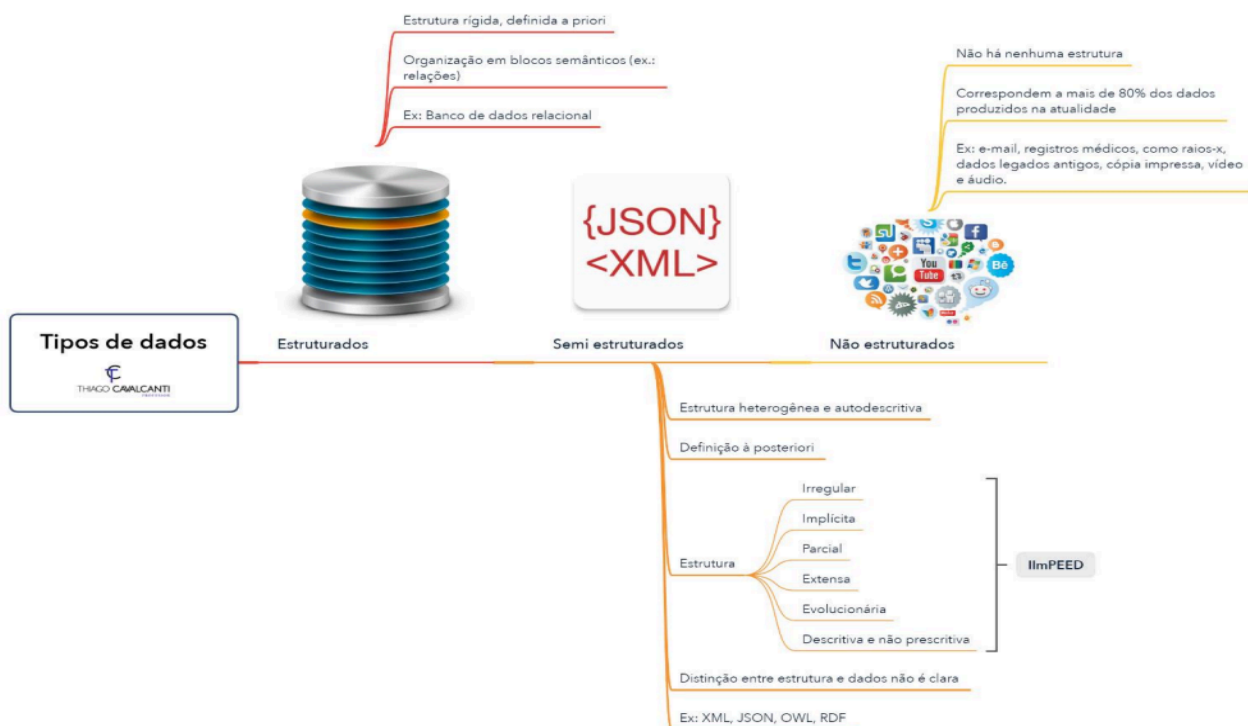 Estrutura rígida, definida a priori
Organização em blocos semânticos (ex.:
relações)
Ex: Banco de dados relacional
Não há nenhuma estrutura
Correspondem a mais de 80% dos dados
produzidos na atualidade
Ex: e-mail, registros médicos, como raios-x,
dados legados antigos, cópia impressa, vídeo
e áudio.
{JSON}
<XML>
You
Tube
Bē
Tipos de dados
THIAGO CAVALCANTI
Estruturados
Semi estruturados
Não estruturados
Estrutura heterogênea e autodescritiva
Definição à posteriori
Estrutura
Irregular
Implícita
Parcial
Extensa
Evolucionária
Descritiva e não prescritiva
IImPEED
Distinção entre estrutura e dados não é clara
Ex: XML, JSON, OWL, RDF